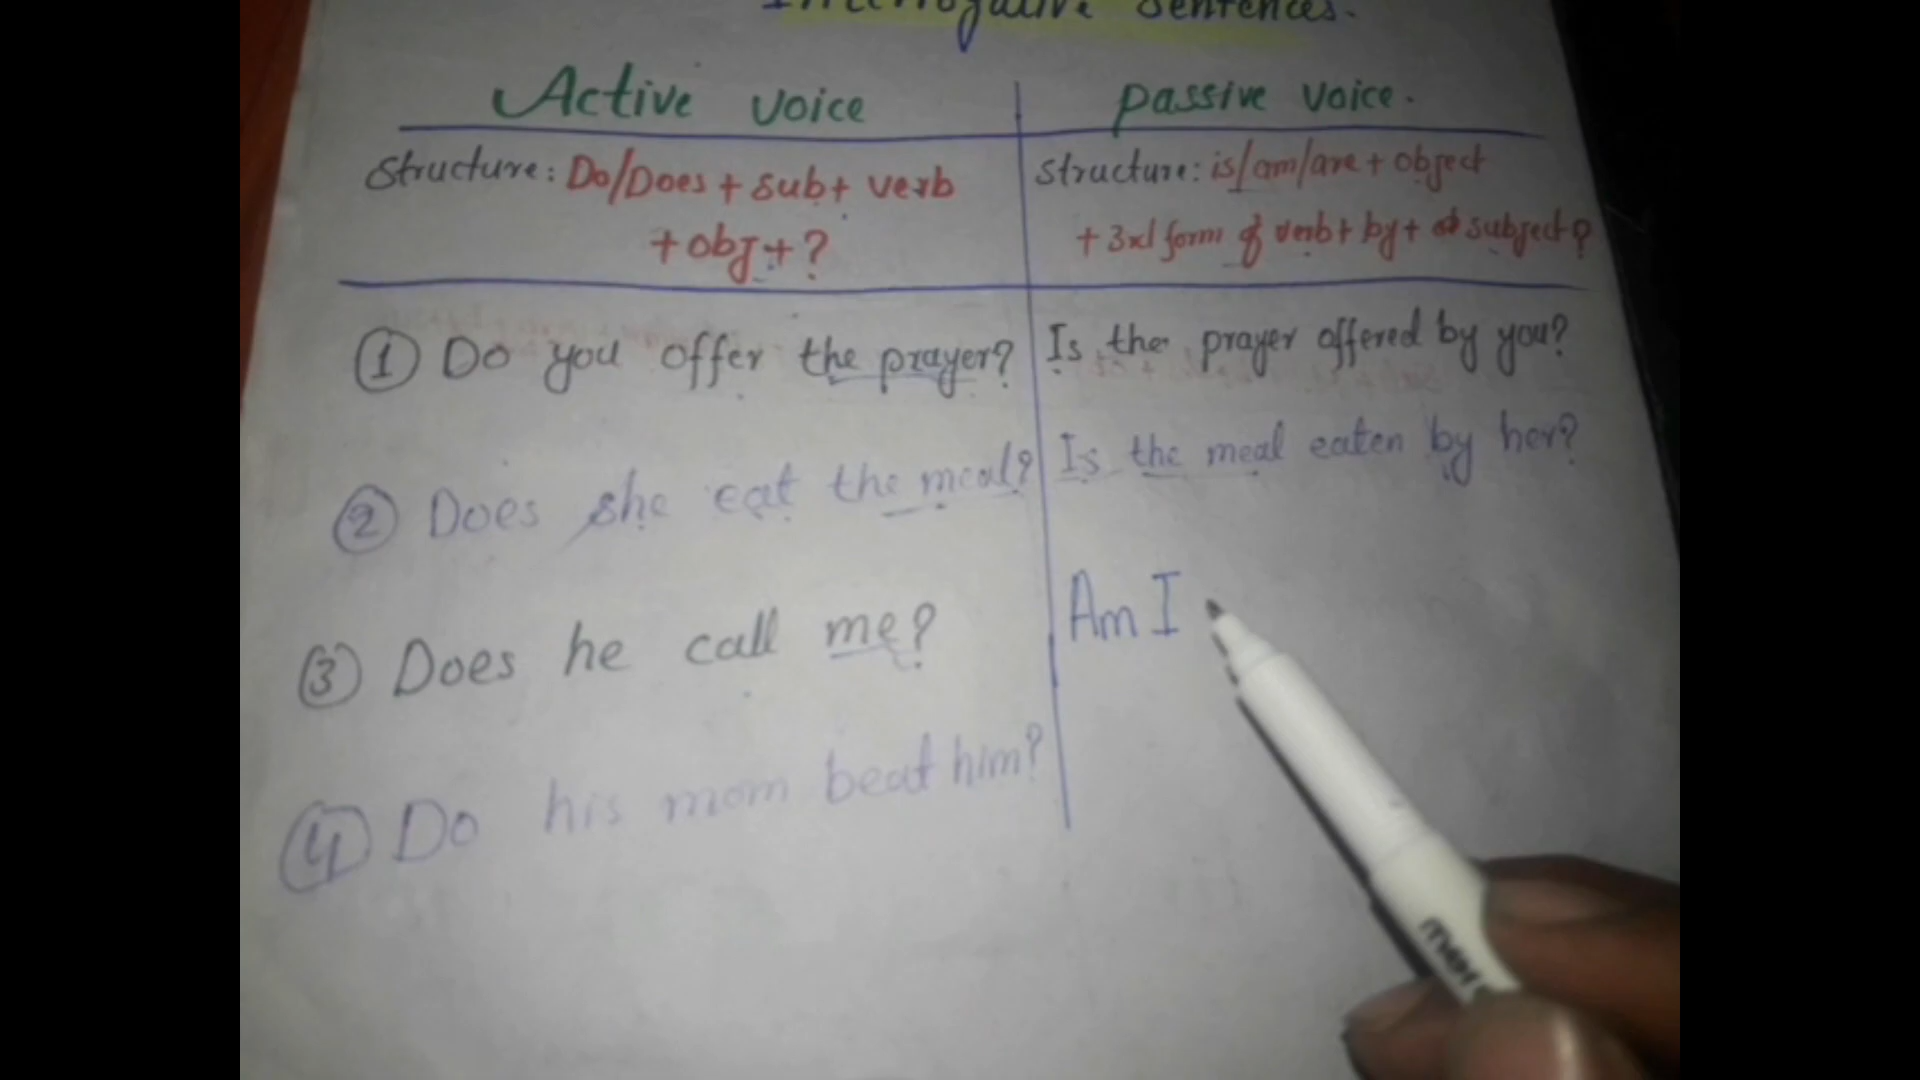 Interrogative Sentences.
Active voice
passive voice.
Structure: Do/Does + sub + verb
+ obj + ?
Structure: is/am/are + object
+ 3rd form of verb + by + subject?
① Do you offer the prayer?
Is the prayer offered by you?
② Does she eat the meal?
Is the meal eaten by her?
③ Does he call me?
Am I
④ Do his mom beat him?